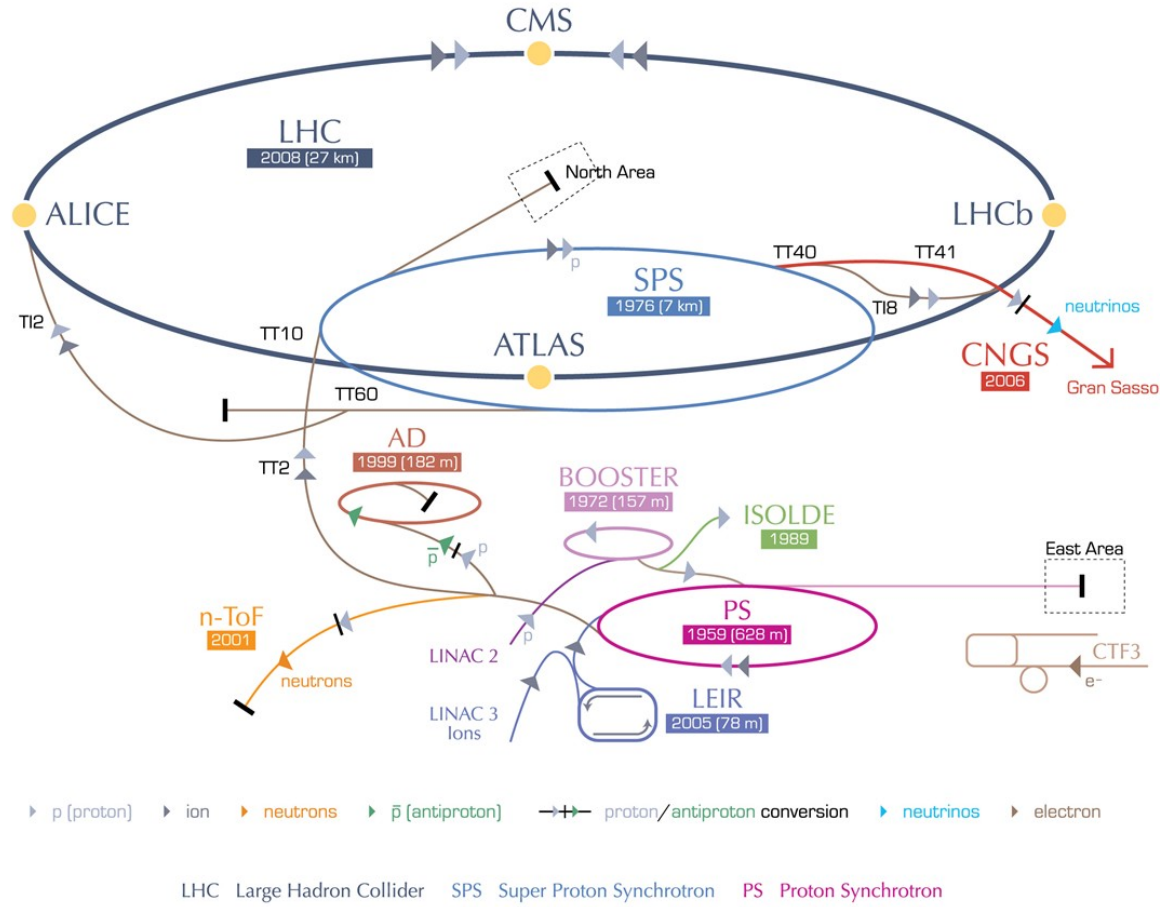 CMS
LHC
2008 (27 km)
North Area
ALICE
LHCb
TT40
TT41
p
SPS
1976 (7 km)
TI8
neutrinos
TI2
TT10
ATLAS
CNGS
2006
Gran Sasso
TT60
AD
1999 (182 m)
TT2
BOOSTER
1972 (157 m)
ISOLDE
1989
p̅
p
East Area
n-ToF
2001
PS
1959 (628 m)
p
LINAC 2
neutrons
CTF3
e-
LEIR
2005 (78 m)
LINAC 3
Ions
p (proton)
ion
neutrons
p̅ (antiproton)
proton/antiproton conversion
neutrinos
electron
LHC Large Hadron Collider
SPS Super Proton Synchrotron
PS Proton Synchrotron